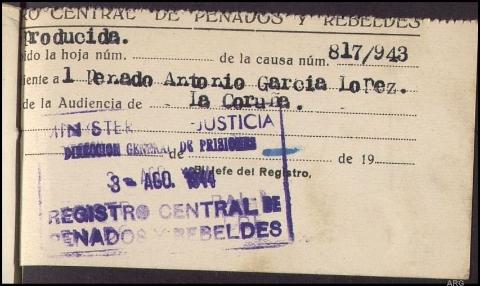 RO CENTRAL DE PENADOS Y REBELDES
roducida.
ido la hoja núm. de la causa núm. 817/943
iente a l Penado Antonio Garcia Lopez.
de la Audiencia de la Coruña.
MINISTER JUSTICIA
DIRECCION GENERAL DE PRISIONES
de de 19
3- AGO. 1944
El Jefe del Registro,
REGISTRO CENTRAL DE
PENADOS Y REBELDES
ARG